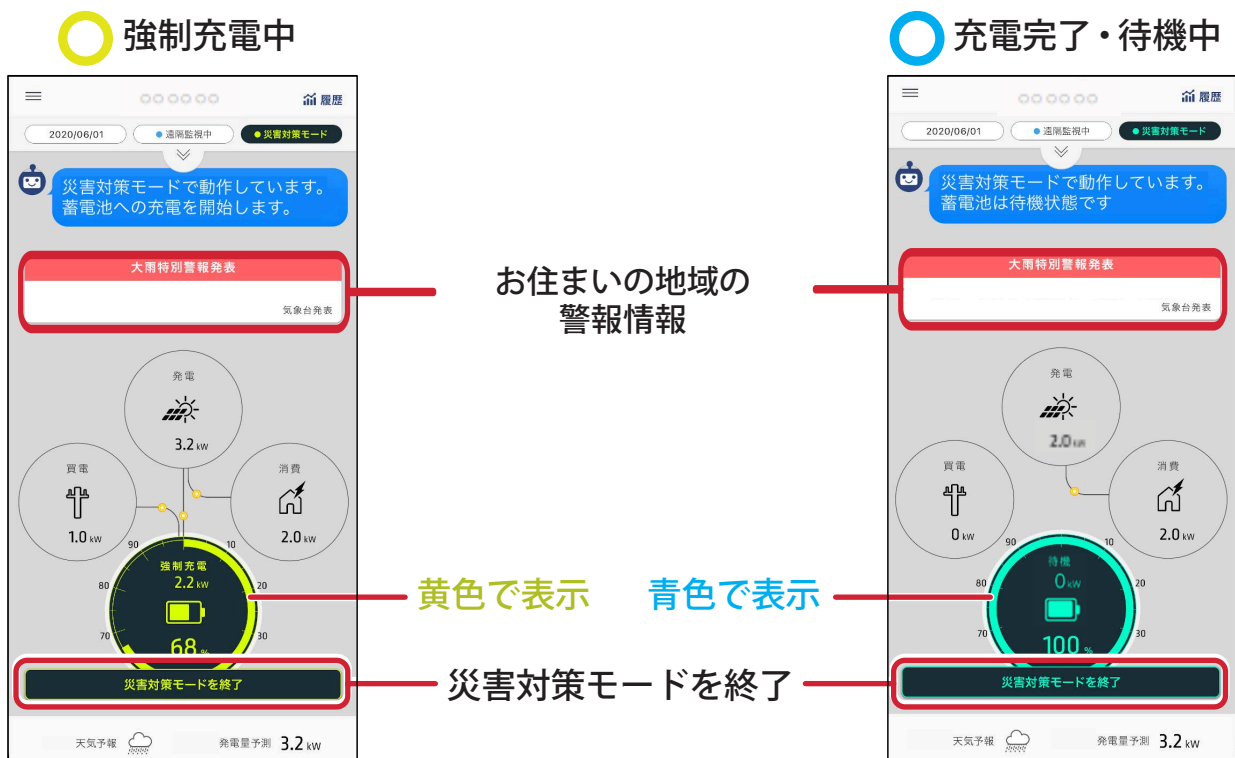 強制充電中
履歴
2020/06/01
遠隔監視中
災害対策モード
災害対策モードで動作しています。
蓄電池への充電を開始します。
大雨特別警報発表
気象台発表
発電
3.2 kW
買電
1.0 kW
消費
2.0 kW
90
10
80
20
70
30
強制充電
2.2 kW
68 %
災害対策モードを終了
天気予報
発電量予測 3.2 kW
お住まいの地域の
警報情報
黄色で表示
青色で表示
災害対策モードを終了
充電完了・待機中
履歴
2020/06/01
遠隔監視中
災害対策モード
災害対策モードで動作しています。
蓄電池は待機状態です
大雨特別警報発表
気象台発表
発電
2.0 kW
買電
0 kW
消費
2.0 kW
90
10
80
20
70
30
待機
0 kW
100 %
災害対策モードを終了
天気予報
発電量予測 3.2 kW